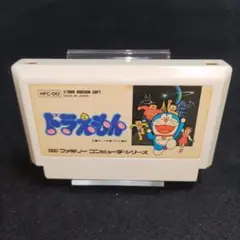 HFC-DO
©1986 HUDSON SOFT
MADE IN JAPAN
ドラえもん
ファミリー コンピュータ・シリーズ